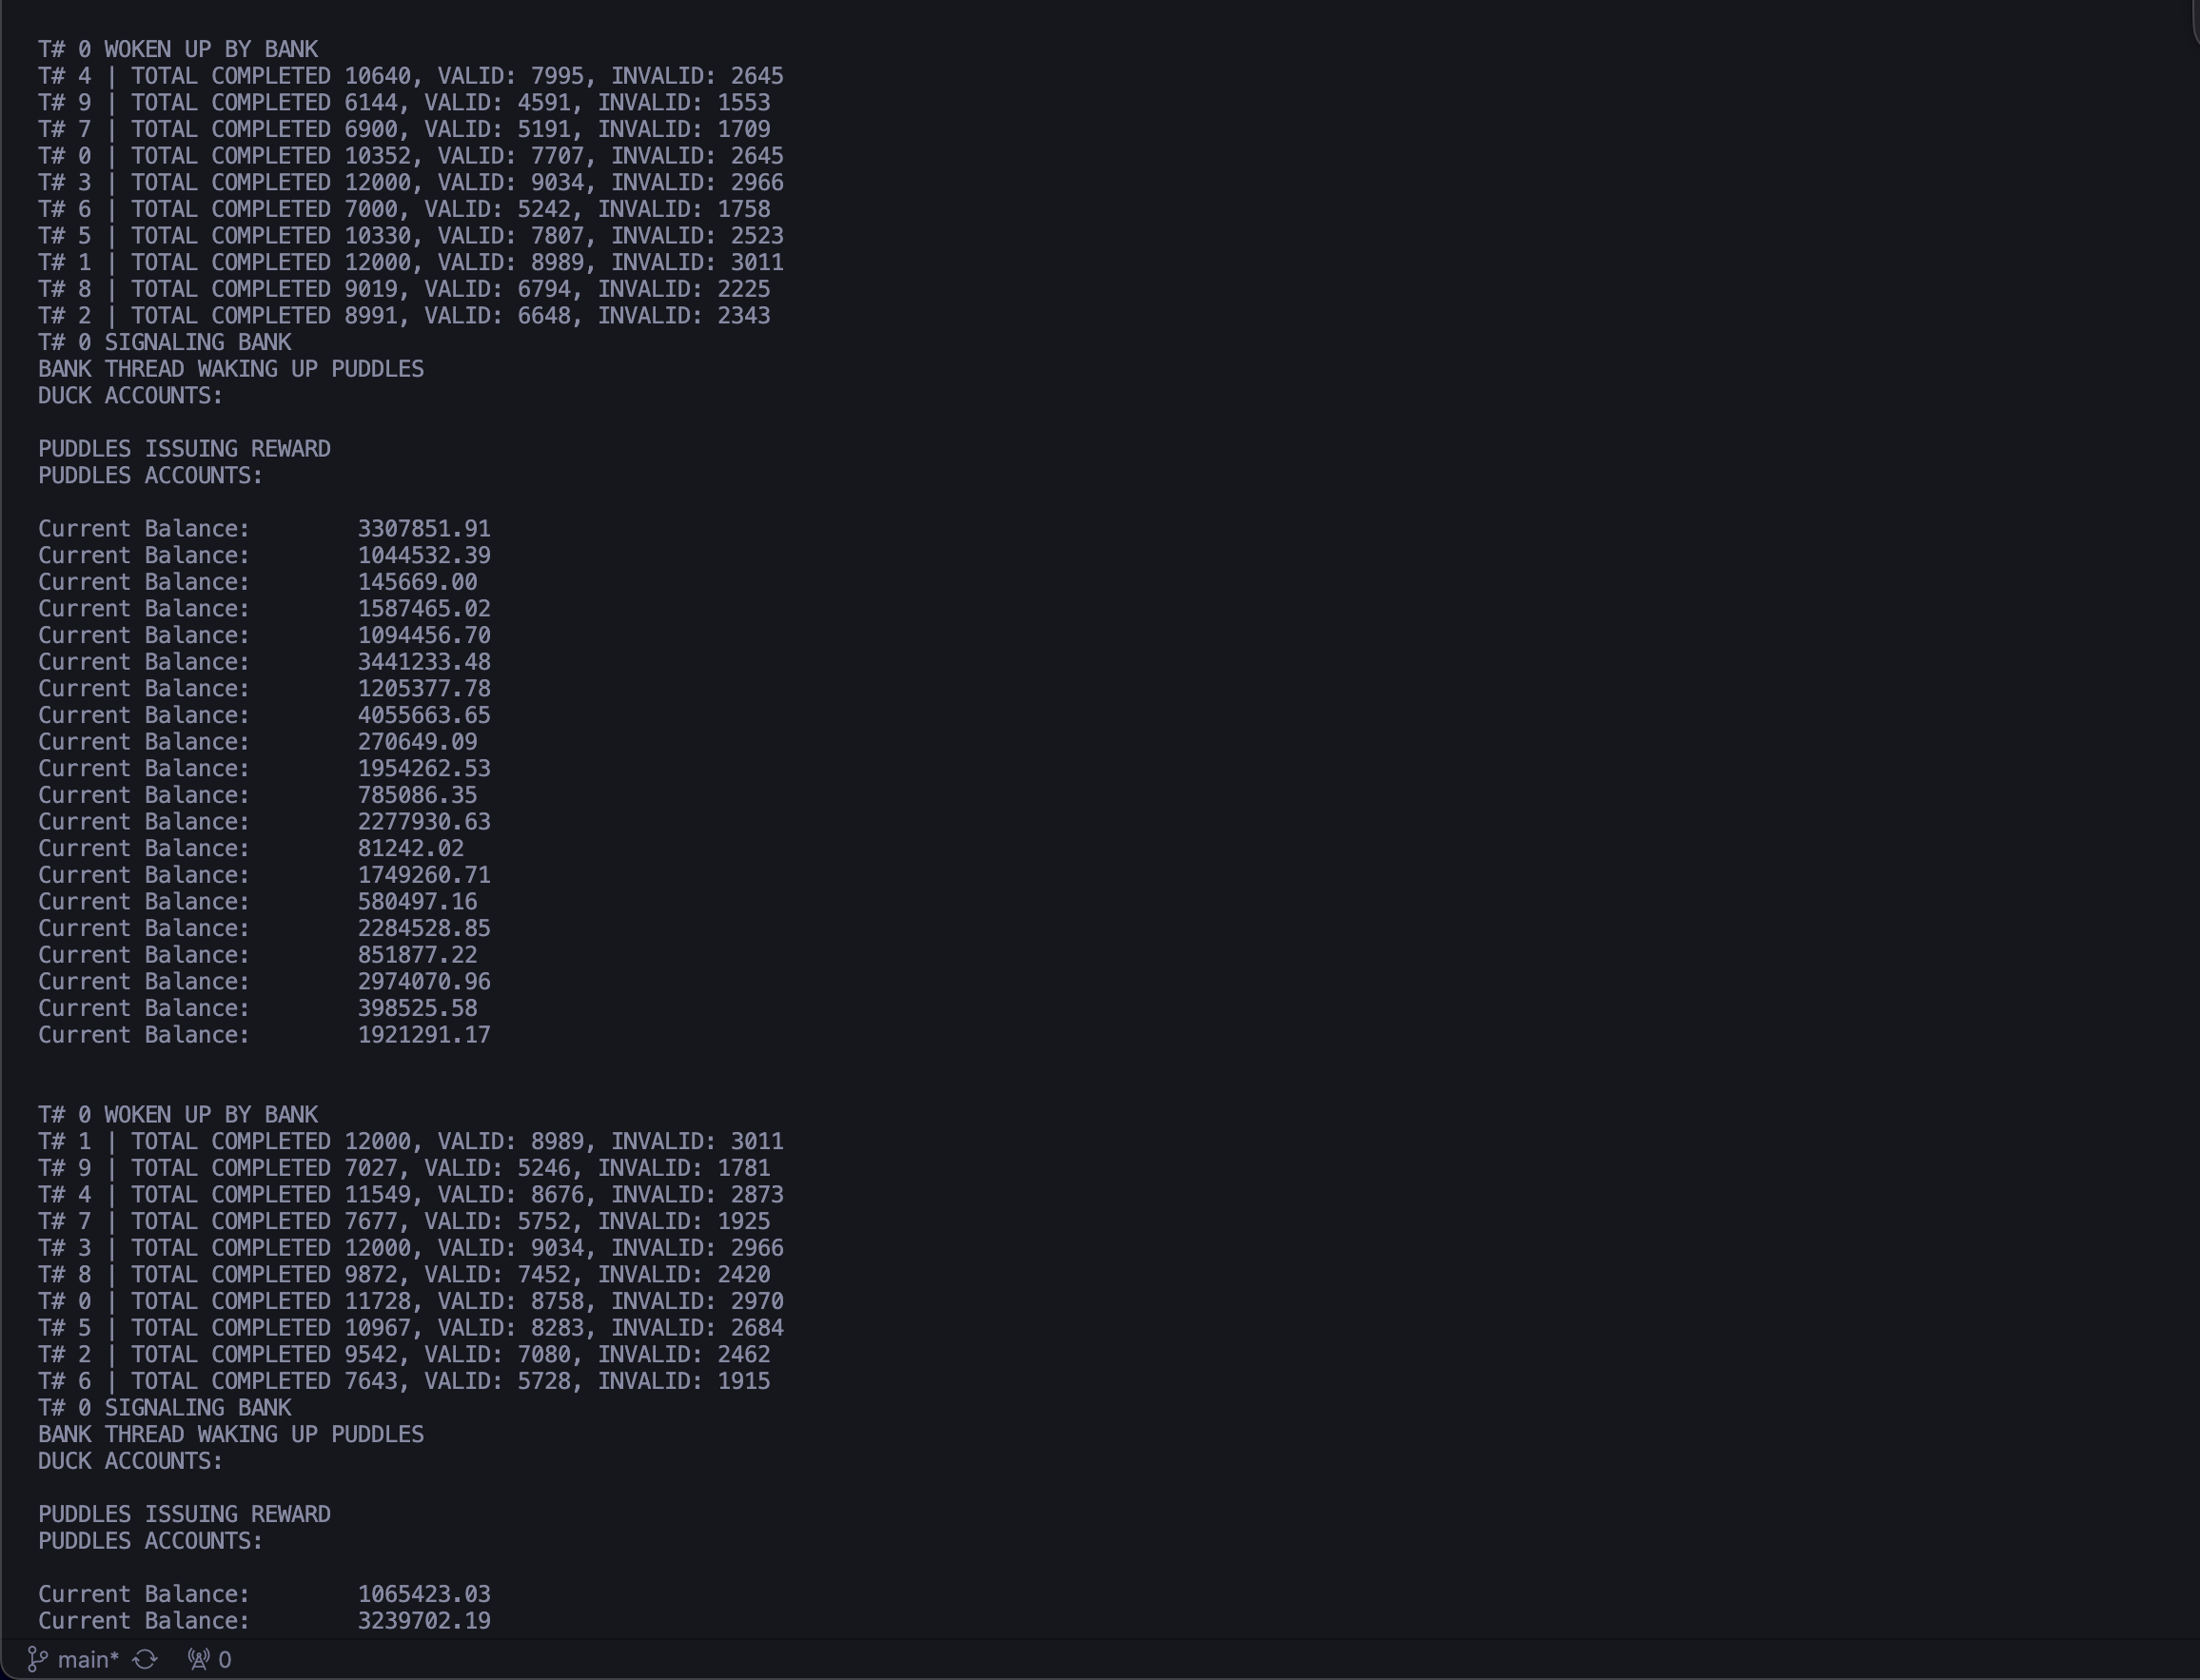 T# 0 WOKEN UP BY BANK
T# 4 | TOTAL COMPLETED 10640, VALID: 7995, INVALID: 2645
T# 9 | TOTAL COMPLETED 6144, VALID: 4591, INVALID: 1553
T# 7 | TOTAL COMPLETED 6900, VALID: 5191, INVALID: 1709
T# 0 | TOTAL COMPLETED 10352, VALID: 7707, INVALID: 2645
T# 3 | TOTAL COMPLETED 12000, VALID: 9034, INVALID: 2966
T# 6 | TOTAL COMPLETED 7000, VALID: 5242, INVALID: 1758
T# 5 | TOTAL COMPLETED 10330, VALID: 7807, INVALID: 2523
T# 1 | TOTAL COMPLETED 12000, VALID: 8989, INVALID: 3011
T# 8 | TOTAL COMPLETED 9019, VALID: 6794, INVALID: 2225
T# 2 | TOTAL COMPLETED 8991, VALID: 6648, INVALID: 2343
T# 0 SIGNALING BANK
BANK THREAD WAKING UP PUDDLES
DUCK ACCOUNTS:
PUDDLES ISSUING REWARD
PUDDLES ACCOUNTS:
Current Balance: 3307851.91
Current Balance: 1044532.39
Current Balance: 145669.00
Current Balance: 1587465.02
Current Balance: 1094456.70
Current Balance: 3441233.48
Current Balance: 1205377.78
Current Balance: 4055663.65
Current Balance: 270649.09
Current Balance: 1954262.53
Current Balance: 785086.35
Current Balance: 2277930.63
Current Balance: 81242.02
Current Balance: 1749260.71
Current Balance: 580497.16
Current Balance: 2284528.85
Current Balance: 851877.22
Current Balance: 2974070.96
Current Balance: 398525.58
Current Balance: 1921291.17
T# 0 WOKEN UP BY BANK
T# 1 | TOTAL COMPLETED 12000, VALID: 8989, INVALID: 3011
T# 9 | TOTAL COMPLETED 7027, VALID: 5246, INVALID: 1781
T# 4 | TOTAL COMPLETED 11549, VALID: 8676, INVALID: 2873
T# 7 | TOTAL COMPLETED 7677, VALID: 5752, INVALID: 1925
T# 3 | TOTAL COMPLETED 12000, VALID: 9034, INVALID: 2966
T# 8 | TOTAL COMPLETED 9872, VALID: 7452, INVALID: 2420
T# 0 | TOTAL COMPLETED 11728, VALID: 8758, INVALID: 2970
T# 5 | TOTAL COMPLETED 10967, VALID: 8283, INVALID: 2684
T# 2 | TOTAL COMPLETED 9542, VALID: 7080, INVALID: 2462
T# 6 | TOTAL COMPLETED 7643, VALID: 5728, INVALID: 1915
T# 0 SIGNALING BANK
BANK THREAD WAKING UP PUDDLES
DUCK ACCOUNTS:
PUDDLES ISSUING REWARD
PUDDLES ACCOUNTS:
Current Balance: 1065423.03
Current Balance: 3239702.19
main* 0